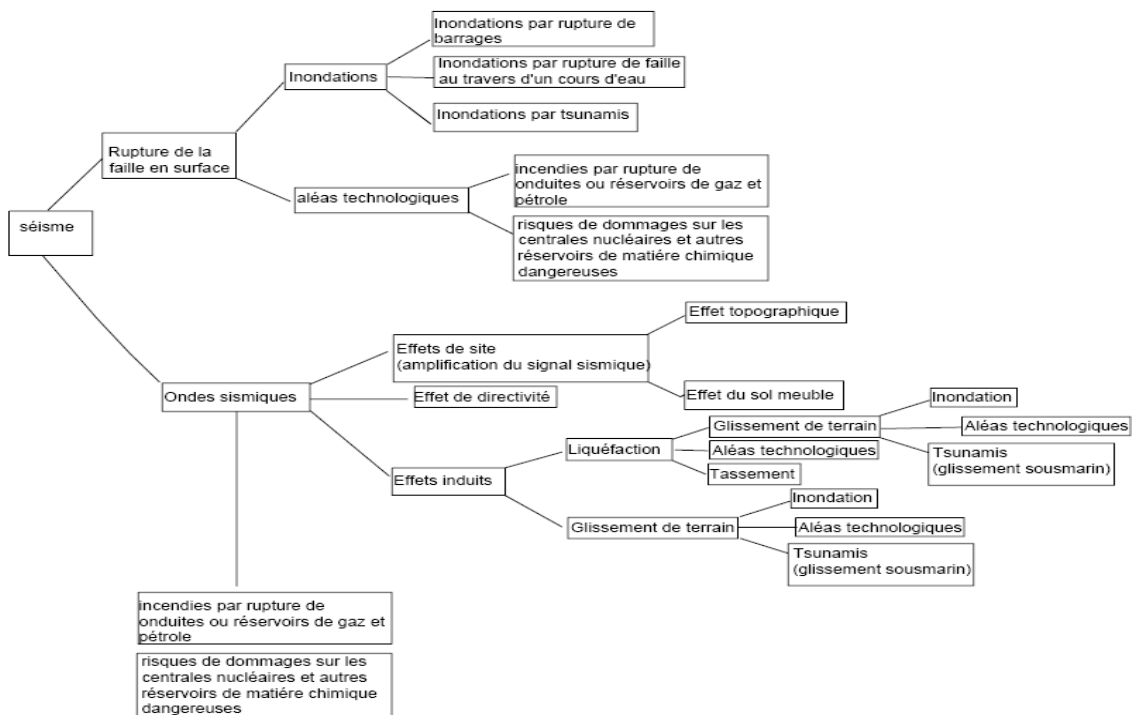 Inondations par rupture de
barrages
Inondations
Inondations par rupture de faille
au travers d'un cours d'eau
Inondations par tsunamis
Rupture de la
faille en surface
incendies par rupture de
onduites ou réservoirs de gaz et
pétrole
aléas technologiques
risques de dommages sur les
centrales nucléaires et autres
réservoirs de matiére chimique
dangereuses
séisme
Effet topographique
Effets de site
(amplification du signal sismique)
Ondes sismiques
Effet de directivité
Effet du sol meuble
Inondation
Glissement de terrain
Aléas technologiques
Liquéfaction
Aléas technologiques
Tsunamis
(glissement sousmarin)
Tassement
Effets induits
Inondation
Glissement de terrain
Aléas technologiques
Tsunamis
(glissement sousmarin)
incendies par rupture de
onduites ou réservoirs de gaz et
pétrole
risques de dommages sur les
centrales nucléaires et autres
réservoirs de matiére chimique
dangereuses